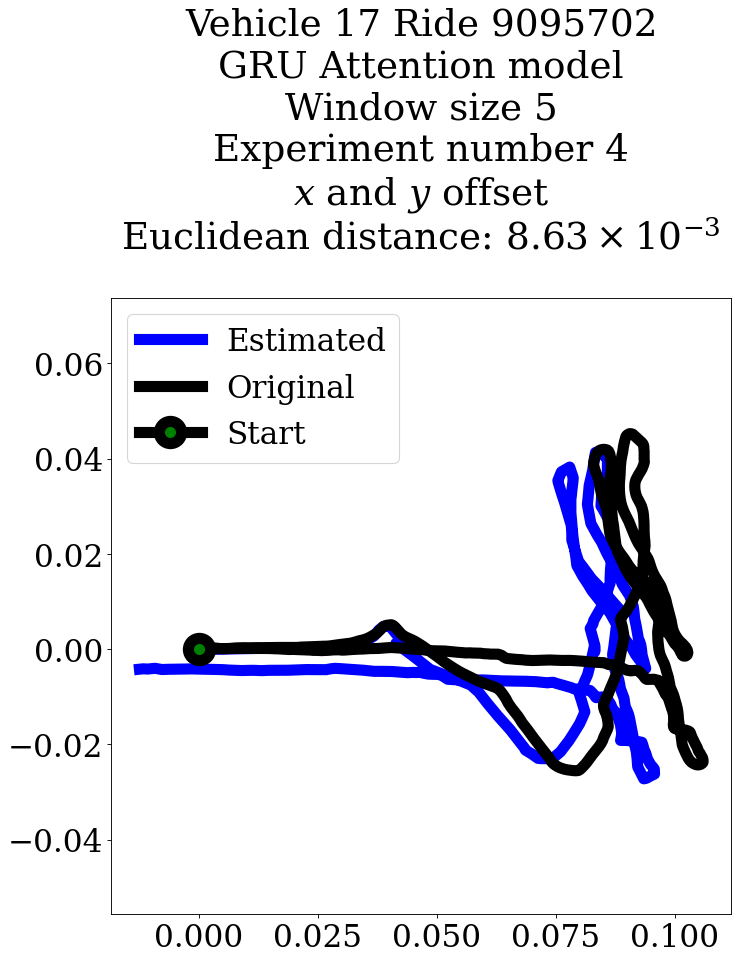 Vehicle 17 Ride 9095702
GRU Attention model
Window size 5
Experiment number 4
x and y offset
Euclidean distance: 8.63 × 10⁻³
Estimated
Original
Start
0.06
0.04
0.02
0.00
−0.02
−0.04
0.000 0.025 0.050 0.075 0.100